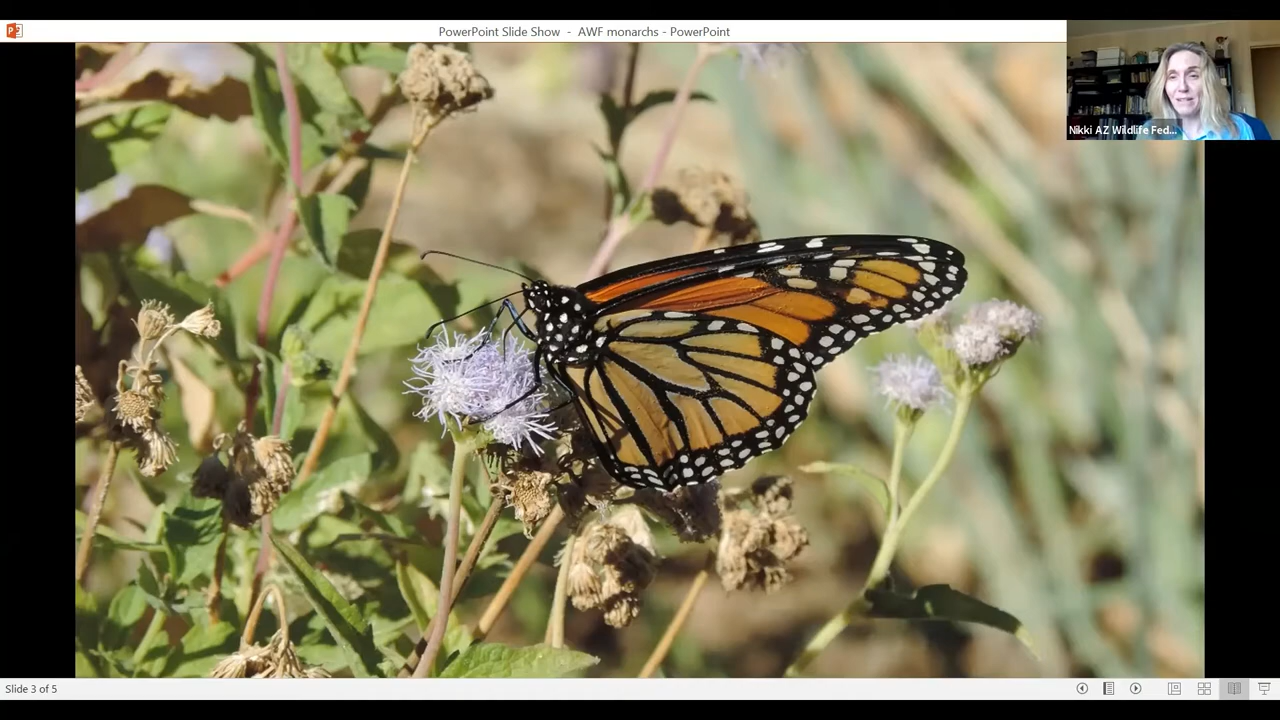 PowerPoint Slide Show - AWF monarchs - PowerPoint
Nikki AZ Wildlife Fed...
Slide 3 of 5